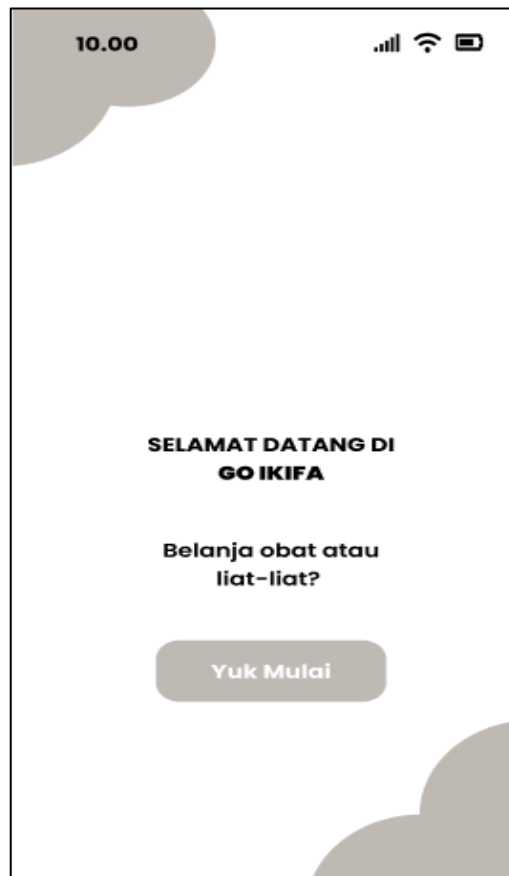 10.00
SELAMAT DATANG DI
GO IKIFA
Belanja obat atau
liat-liat?
Yuk Mulai